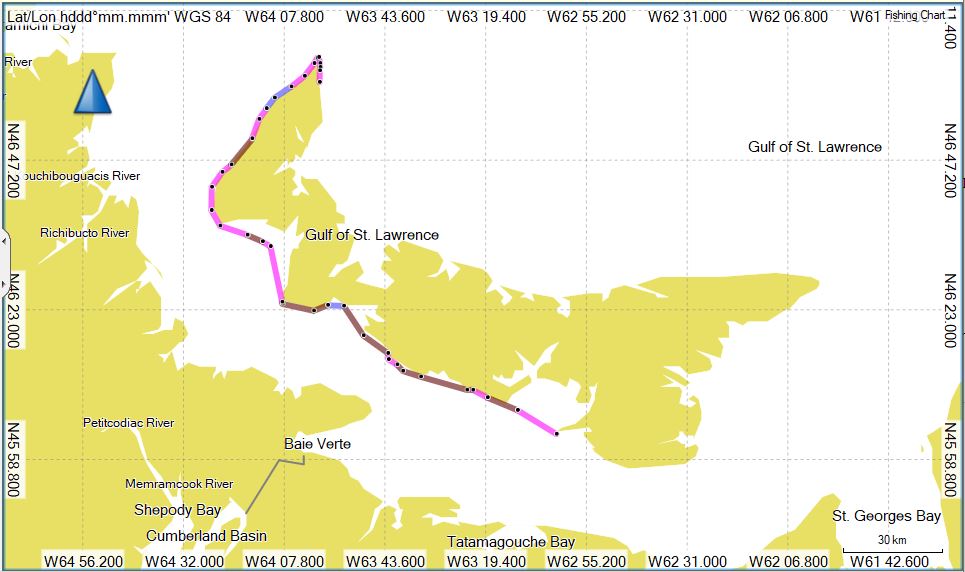 Lat/Lon hddd°mm.mmm' WGS 84
W64 07.800
W63 43.600
W63 19.400
W62 55.200
W62 31.000
W62 06.800
W61
Fishing Chart
11.400
amichi Bay
River
N46 47.200
Gulf of St. Lawrence
N46 47.200
ouchibouguacis River
Richibucto River
Gulf of St. Lawrence
N46 23.000
N46 23.000
Petitcodiac River
Baie Verte
N45 58.800
N45 58.800
Memramcook River
Shepody Bay
St. Georges Bay
Cumberland Basin
Tatamagouche Bay
30 km
W64 56.200
W64 32.000
W64 07.800
W63 43.600
W63 19.400
W62 55.200
W62 31.000
W62 06.800
W61 42.600